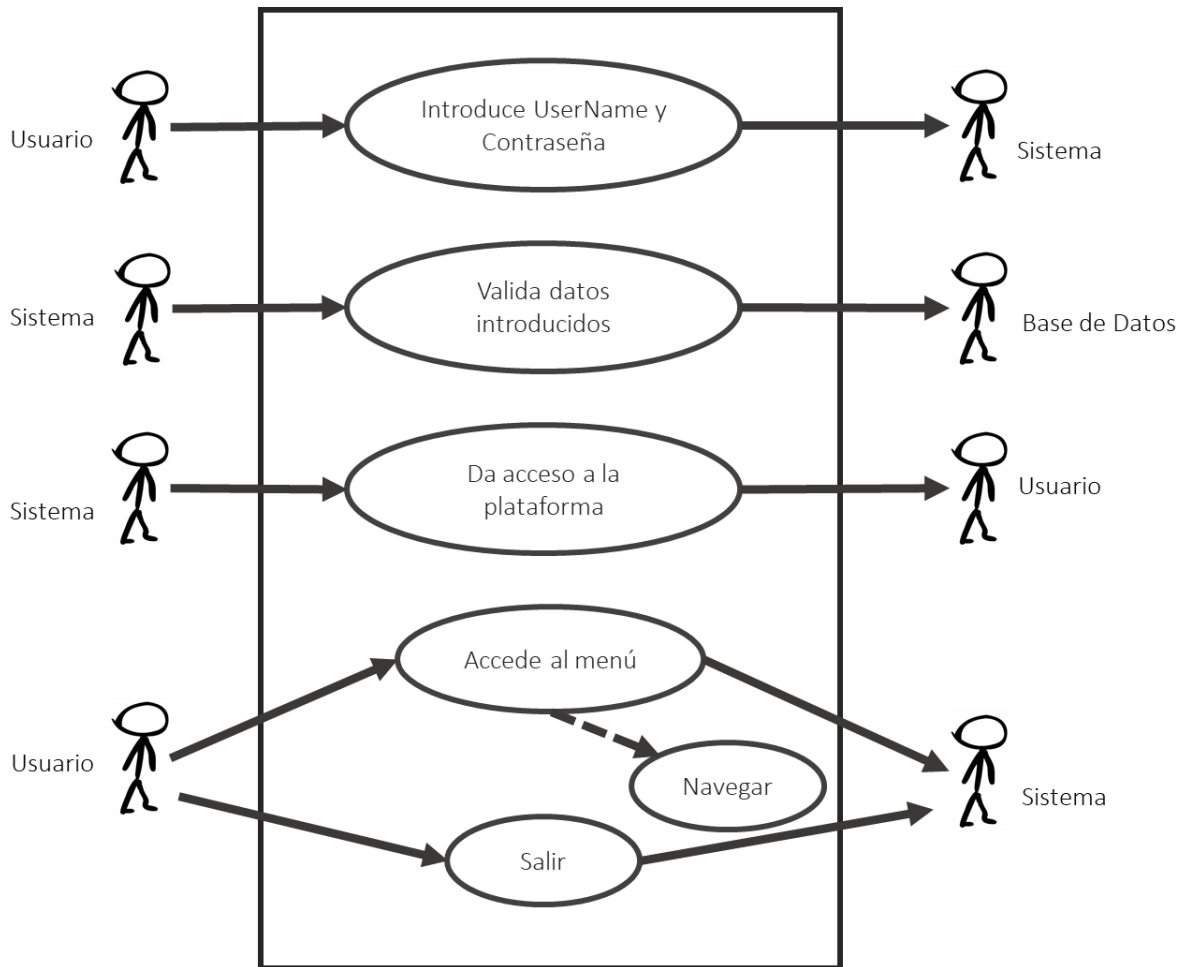 Introduce UserName y
Contraseña
Usuario
Sistema
Valida datos
introducidos
Sistema
Base de Datos
Da acceso a la
plataforma
Sistema
Usuario
Accede al menú
Usuario
Navegar
Sistema
Salir